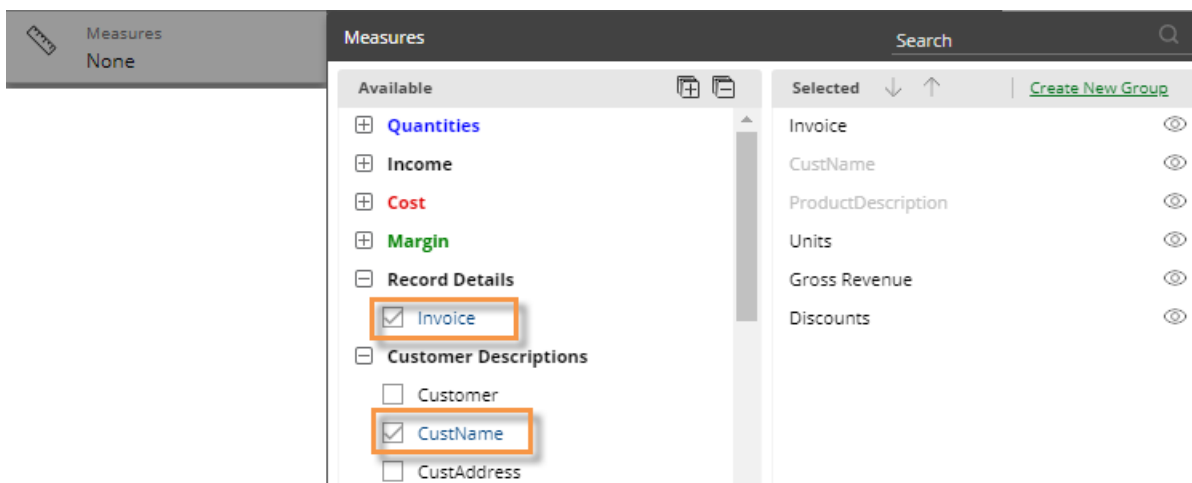 Measures
None
Measures
Search
Available
Quantities
Income
Cost
Margin
Record Details
Invoice
Customer Descriptions
Customer
CustName
CustAddress
Selected
Create New Group
Invoice
CustName
ProductDescription
Units
Gross Revenue
Discounts